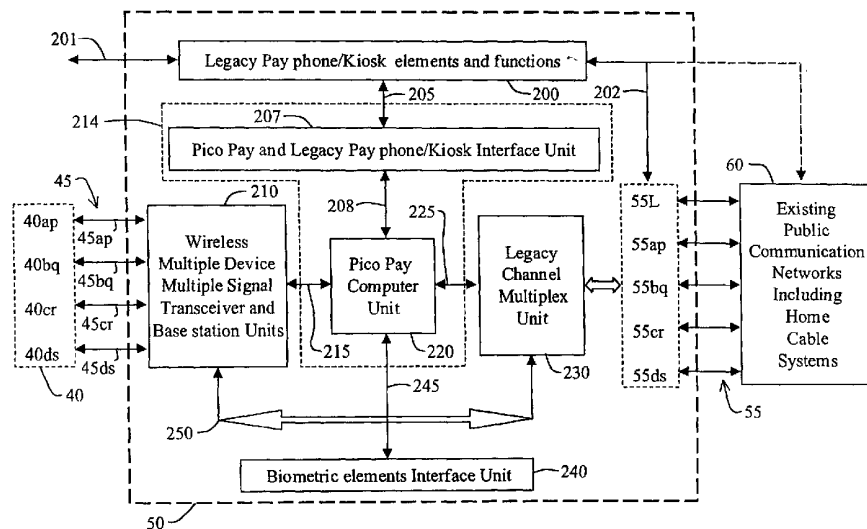 201
Legacy Pay phone/Kiosk elements and functions
205
200
202
214
207
Pico Pay and Legacy Pay phone/Kiosk Interface Unit
60
45
210
208
225
40ap
45ap
40bq
45bq
40cr
45cr
40ds
45ds
40
Wireless
Multiple Device
Multiple Signal
Transceiver and
Base station Units
Pico Pay
Computer
Unit
Legacy
Channel
Multiplex
Unit
55L
55ap
55bq
55cr
55ds
Existing
Public
Communication
Networks
Including
Home
Cable
Systems
215
220
230
245
250
55
Biometric elements Interface Unit
240
50